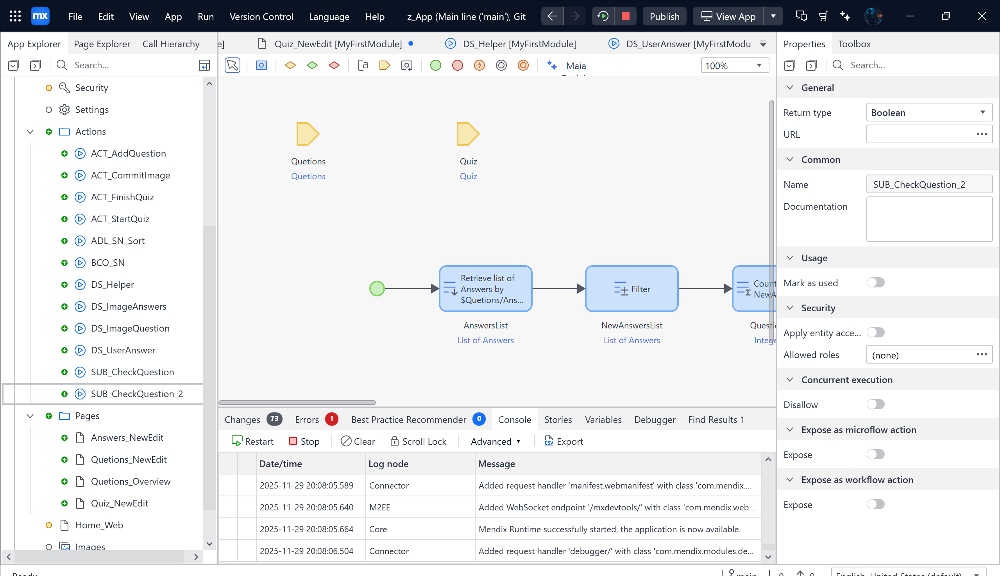 mx File Edit View App Run Version Control Language Help z_App (Main line ('main'), Git Publish View App
App Explorer Page Explorer Call Hierarchy
e] Quiz_NewEdit [MyFirstModule] DS_Helper [MyFirstModule] DS_UserAnswer [MyFirstModu
Properties Toolbox
Search...
Maia
100%
Search...
Security
Settings
Actions
ACT_AddQuestion
ACT_CommitImage
ACT_FinishQuiz
ACT_StartQuiz
ADL_SN_Sort
BCO_SN
DS_Helper
DS_ImageAnswers
DS_ImageQuestion
DS_UserAnswer
SUB_CheckQuestion
SUB_CheckQuestion_2
Pages
Answers_NewEdit
Quetions_NewEdit
Quetions_Overview
Quiz_NewEdit
Home_Web
Images
Quetions
Quetions
Quiz
Quiz
Retrieve list of
Answers by
$Quetions/Ans...
AnswersList
List of Answers
Filter
NewAnswersList
List of Answers
Count
NewA
Questi
Intege
Changes 73 Errors 1 Best Practice Recommender 0 Console Stories Variables Debugger Find Results 1
Restart Stop Clear Scroll Lock Advanced CSV Export
Date/time Log node Message
2025-11-29 20:08:05.589 Connector Added request handler 'manifest.webmanifest' with class 'com.mendix....
2025-11-29 20:08:05.640 M2EE Added WebSocket endpoint '/mxdevtools/' with class 'com.mendix.web...
2025-11-29 20:08:05.664 Core Mendix Runtime successfully started, the application is now available.
2025-11-29 20:08:06.504 Connector Added request handler 'debugger/' with class 'com.mendix.modules.de...
General
Return type Boolean
URL
Common
Name SUB_CheckQuestion_2
Documentation
Usage
Mark as used
Security
Apply entity acce...
Allowed roles (none)
Concurrent execution
Disallow
Expose as microflow action
Expose
Expose as workflow action
Expose
Ready main 0 0 English, United States (default)